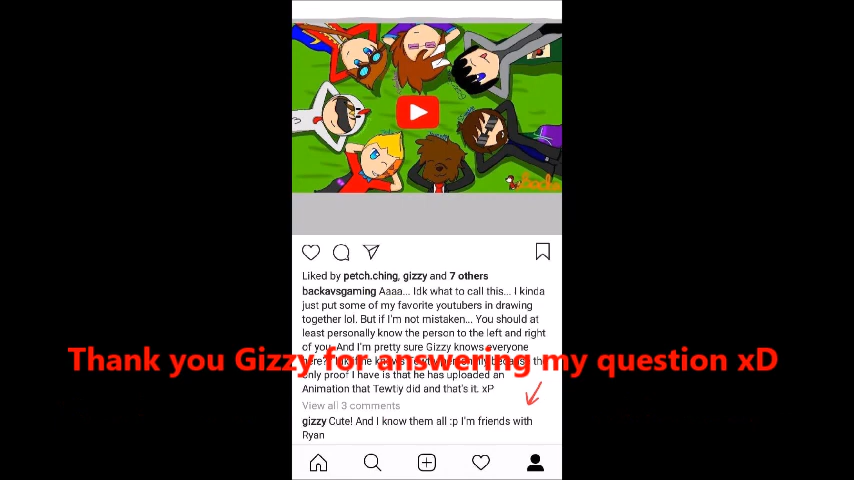 Liked by petch.ching, gizzy and 7 others
backavsgaming Aaaa... Idk what to call this... I kinda
just put some of my favorite youtubers in drawing
together lol. But if I'm not mistaken... You should at
least personally know the person to the left and right
of you. And I'm pretty sure Gizzy knows everyone
Thank you Gizzy for answering my question xD
only proof I have is that he has uploaded an
Animation that Tewtiy did and that's it. xP
View all 3 comments
gizzy Cute! And I know them all :p I'm friends with
Ryan